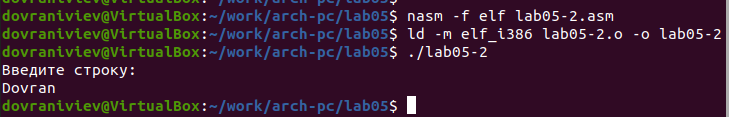 dovraniviev@VirtualBox:~/work/arch-pc/lab05$ nasm -f elf lab05-2.asm
dovraniviev@VirtualBox:~/work/arch-pc/lab05$ ld -m elf_i386 lab05-2.o -o lab05-2
dovraniviev@VirtualBox:~/work/arch-pc/lab05$ ./lab05-2
Введите строку:
Dovran
dovraniviev@VirtualBox:~/work/arch-pc/lab05$